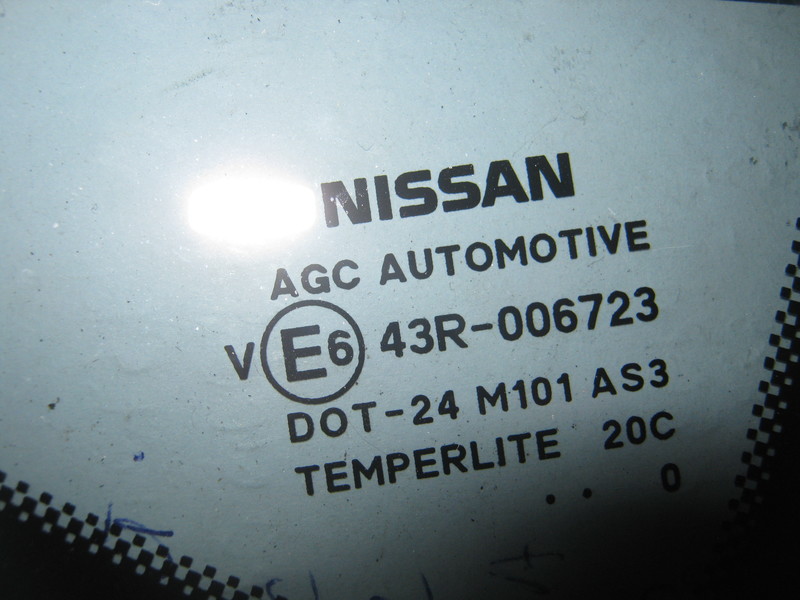 NISSAN
AGC AUTOMOTIVE
V E6 43R-006723
DOT-24 M101 AS3
TEMPERLITE 20C
. . 0